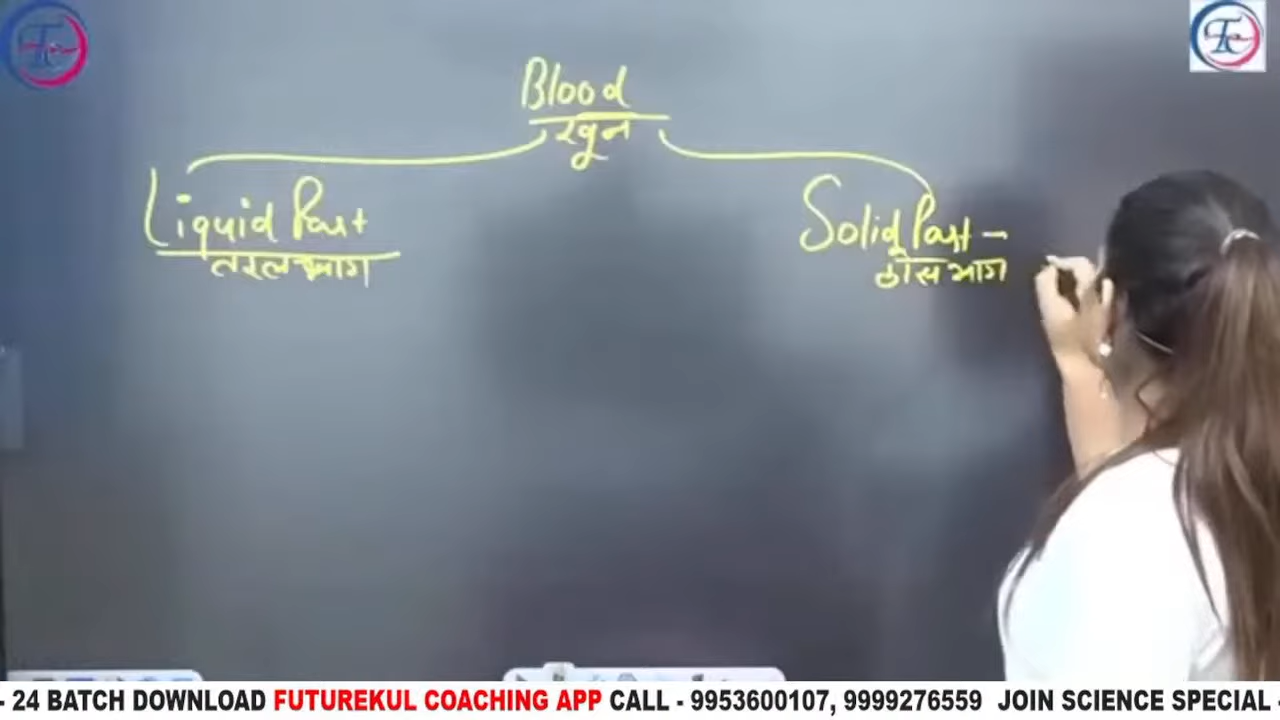 Blood
खून
Liquid Part
तरल भाग
Solid Part -
ठोस भाग
- 24 BATCH DOWNLOAD FUTUREKUL COACHING APP CALL - 9953600107, 9999276559 JOIN SCIENCE SPECIAL -